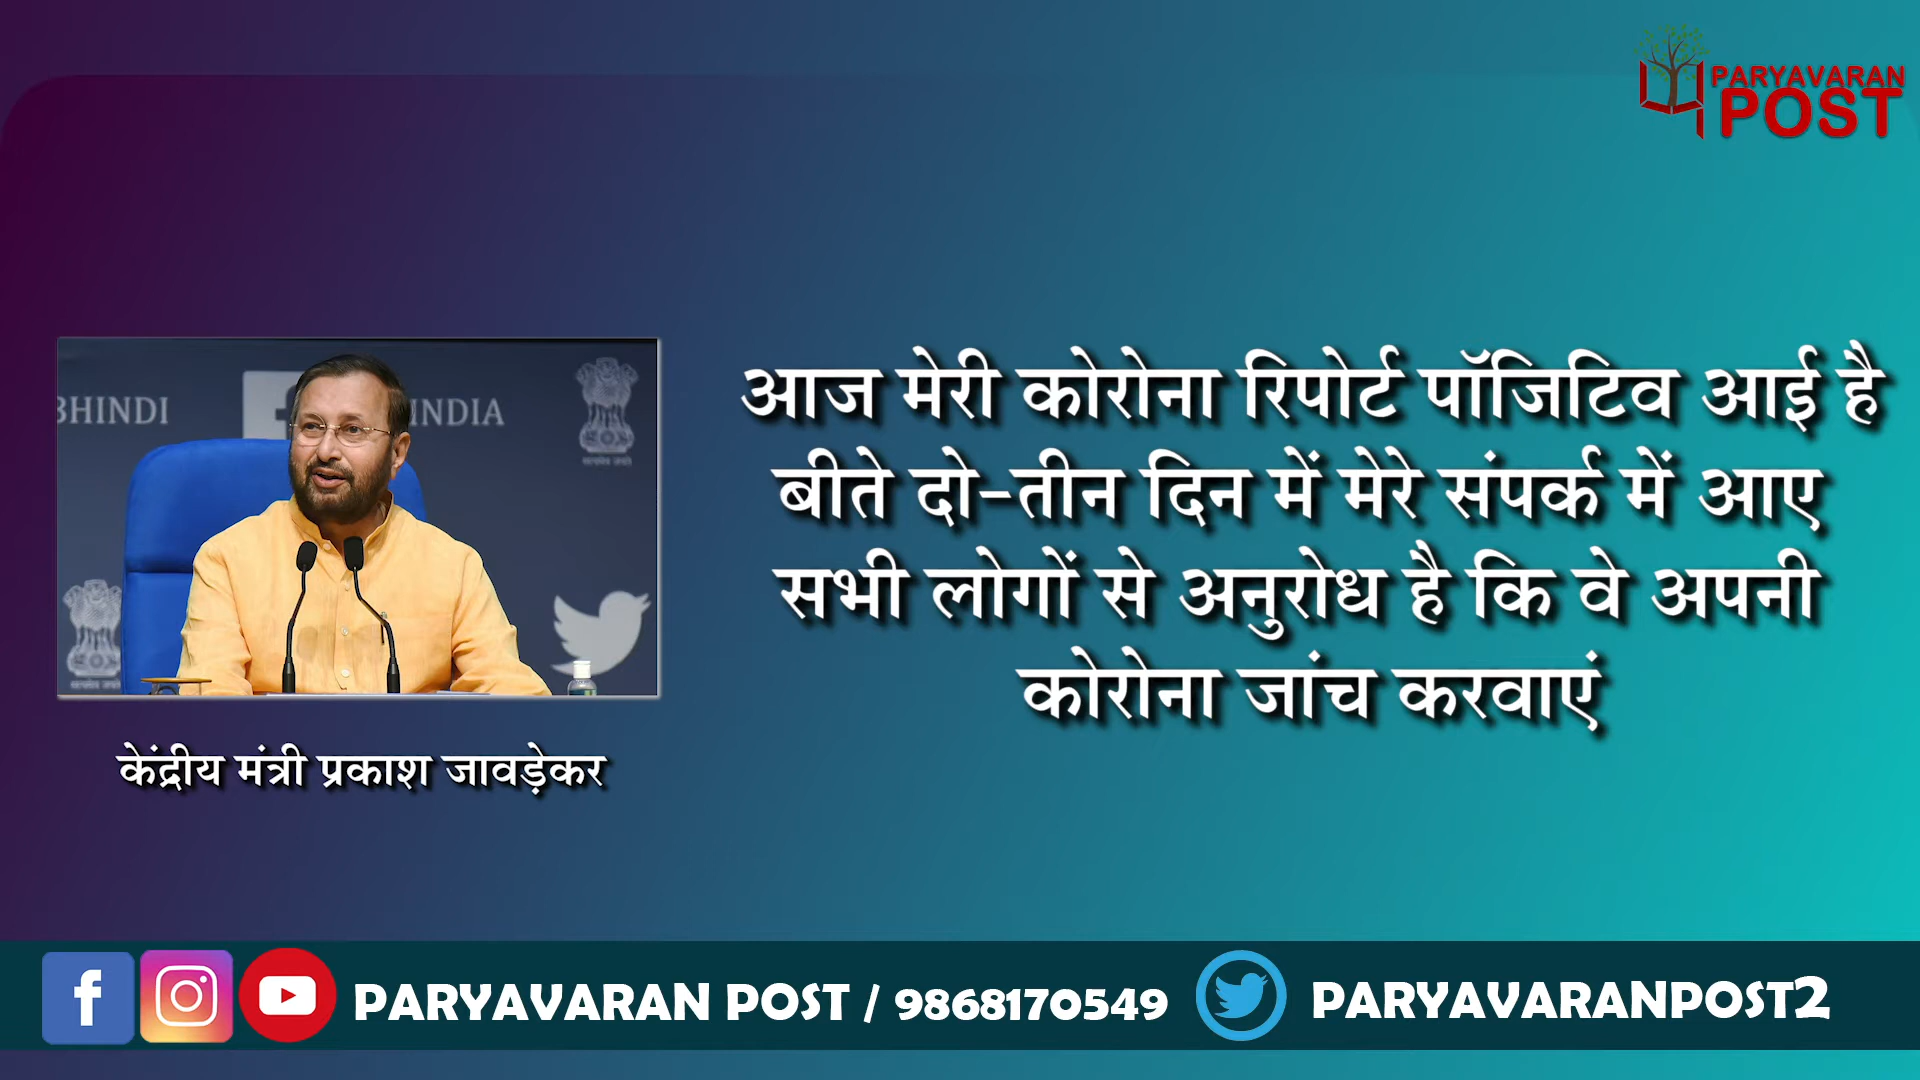 PARYAVARAN
POST
BHINDI
INDIA
आज मेरी कोरोना रिपोर्ट पॉजिटिव आई है
बीते दो-तीन दिन में मेरे संपर्क में आए
सभी लोगों से अनुरोध है कि वे अपनी
कोरोना जांच करवाएं
केंद्रीय मंत्री प्रकाश जावड़ेकर
PARYAVARAN POST / 9868170549
PARYAVARANPOST2